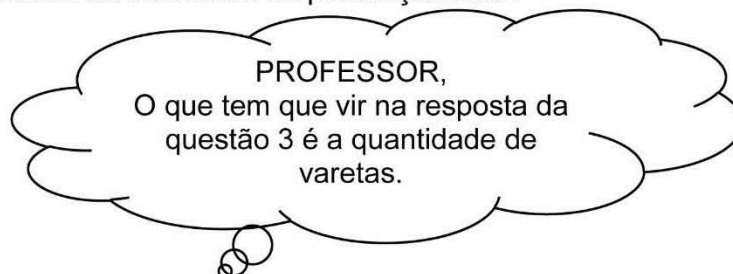 PROFESSOR,
O que tem que vir na resposta da
questão 3 é a quantidade de
varetas.